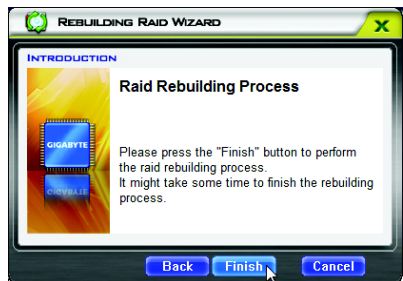 REBUILDING RAID WIZARD
X
INTRODUCTION
Raid Rebuilding Process
GIGABYTE
Please press the "Finish" button to perform
the raid rebuilding process.
It might take some time to finish the rebuilding
process.
Back Finish Cancel